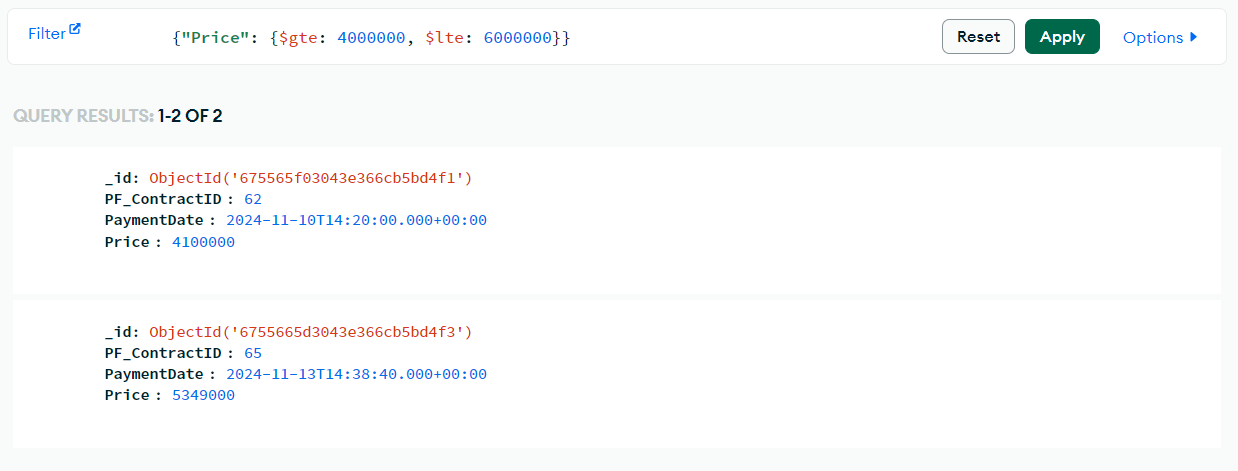 Filter {"Price": {$gte: 4000000, $lte: 6000000}} Reset Apply Options
QUERY RESULTS: 1-2 OF 2
_id: ObjectId('675565f03043e366cb5bd4f1')
PF_ContractID : 62
PaymentDate : 2024-11-10T14:20:00.000+00:00
Price : 4100000
_id: ObjectId('6755665d3043e366cb5bd4f3')
PF_ContractID : 65
PaymentDate : 2024-11-13T14:38:40.000+00:00
Price : 5349000